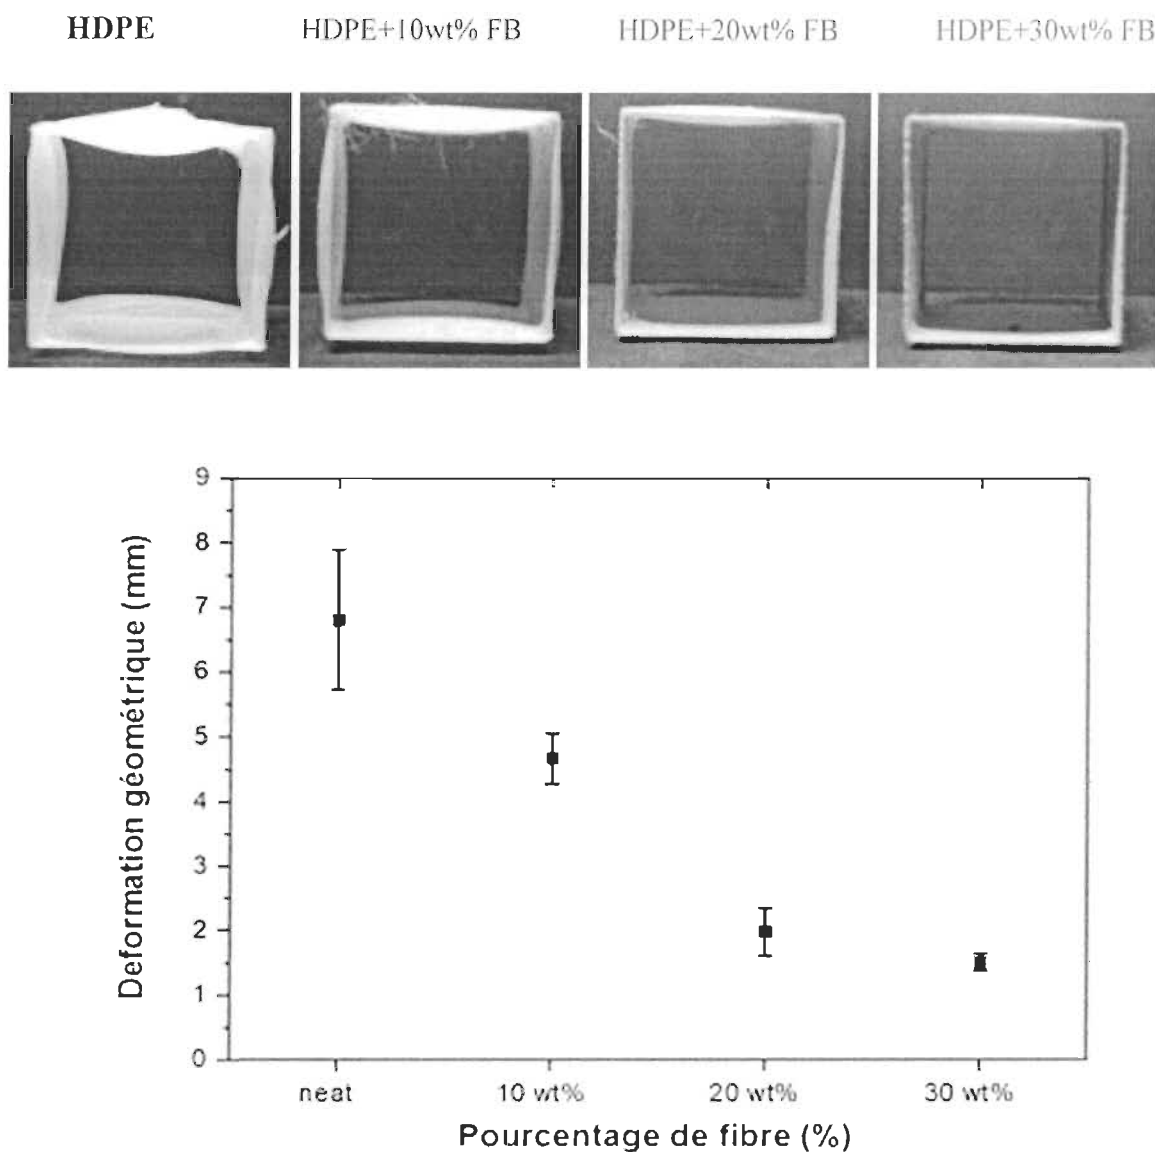 HDPE HDPE+10wt% FB HDPE+20wt% FB HDPE+30wt% FB
9
8
7
6
5
4
3
2
1
0
Deformation géométrique (mm)
neat 10 wt% 20 wt% 30 wt%
Pourcentage de fibre (%)